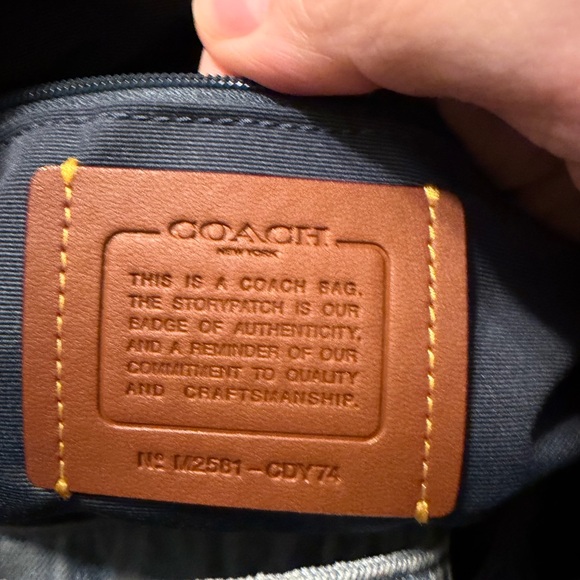 COACH
NEW YORK
THIS IS A COACH BAG.
THE STORYPATCH IS OUR
BADGE OF AUTHENTICITY,
AND A REMINDER OF OUR
COMMITMENT TO QUALITY
AND CRAFTSMANSHIP.
Nº M2581-CDY74